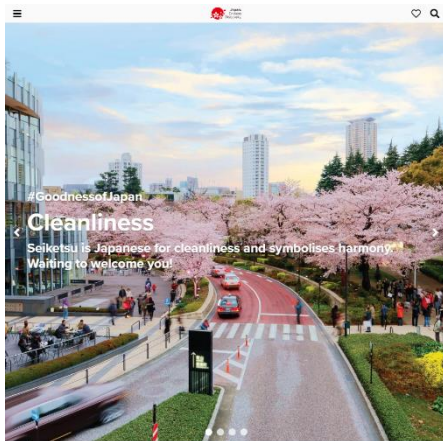 #GoodnessofJapan
Cleanliness
Seiketsu is Japanese for cleanliness and symbolises harmony.
Waiting to welcome you!